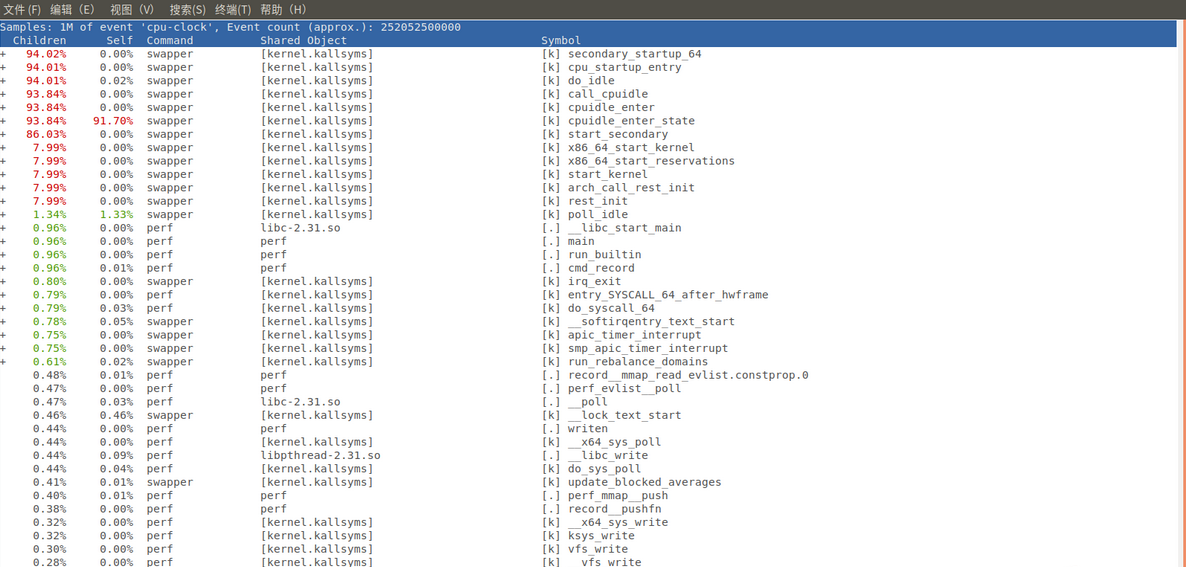 文件(F) 编辑（E） 视图（V） 搜索(S) 终端(T) 帮助（H）
Samples: 1M of event 'cpu-clock', Event count (approx.): 252052500000
Children Self Command Shared Object Symbol
+ 94.02% 0.00% swapper [kernel.kallsyms] [k] secondary_startup_64
+ 94.01% 0.00% swapper [kernel.kallsyms] [k] cpu_startup_entry
+ 94.01% 0.02% swapper [kernel.kallsyms] [k] do_idle
+ 93.84% 0.00% swapper [kernel.kallsyms] [k] call_cpuidle
+ 93.84% 0.00% swapper [kernel.kallsyms] [k] cpuidle_enter
+ 93.84% 91.70% swapper [kernel.kallsyms] [k] cpuidle_enter_state
+ 86.03% 0.00% swapper [kernel.kallsyms] [k] start_secondary
+ 7.99% 0.00% swapper [kernel.kallsyms] [k] x86_64_start_kernel
+ 7.99% 0.00% swapper [kernel.kallsyms] [k] x86_64_start_reservations
+ 7.99% 0.00% swapper [kernel.kallsyms] [k] start_kernel
+ 7.99% 0.00% swapper [kernel.kallsyms] [k] arch_call_rest_init
+ 7.99% 0.00% swapper [kernel.kallsyms] [k] rest_init
+ 1.34% 1.33% swapper [kernel.kallsyms] [k] poll_idle
+ 0.96% 0.00% perf libc-2.31.so [.] __libc_start_main
+ 0.96% 0.00% perf perf [.] main
+ 0.96% 0.00% perf perf [.] run_builtin
+ 0.96% 0.01% perf perf [.] cmd_record
+ 0.80% 0.00% swapper [kernel.kallsyms] [k] irq_exit
+ 0.79% 0.00% perf [kernel.kallsyms] [k] entry_SYSCALL_64_after_hwframe
+ 0.79% 0.03% perf [kernel.kallsyms] [k] do_syscall_64
+ 0.78% 0.05% swapper [kernel.kallsyms] [k] __softirqentry_text_start
+ 0.75% 0.00% swapper [kernel.kallsyms] [k] apic_timer_interrupt
+ 0.75% 0.00% swapper [kernel.kallsyms] [k] smp_apic_timer_interrupt
+ 0.61% 0.02% swapper [kernel.kallsyms] [k] run_rebalance_domains
0.48% 0.01% perf perf [.] record__mmap_read_evlist.constprop.0
0.47% 0.00% perf perf [.] perf_evlist__poll
0.47% 0.03% perf libc-2.31.so [.] __poll
0.46% 0.46% swapper [kernel.kallsyms] [k] __lock_text_start
0.44% 0.00% perf perf [.] writen
0.44% 0.00% perf [kernel.kallsyms] [k] __x64_sys_poll
0.44% 0.09% perf libpthread-2.31.so [.] __libc_write
0.44% 0.04% perf [kernel.kallsyms] [k] do_sys_poll
0.41% 0.01% swapper [kernel.kallsyms] [k] update_blocked_averages
0.40% 0.01% perf perf [.] perf_mmap__push
0.38% 0.00% perf perf [.] record__pushfn
0.32% 0.00% perf [kernel.kallsyms] [k] __x64_sys_write
0.32% 0.00% perf [kernel.kallsyms] [k] ksys_write
0.30% 0.00% perf [kernel.kallsyms] [k] vfs_write
0.28% 0.00% perf [kernel.kallsyms] [k] __vfs_write